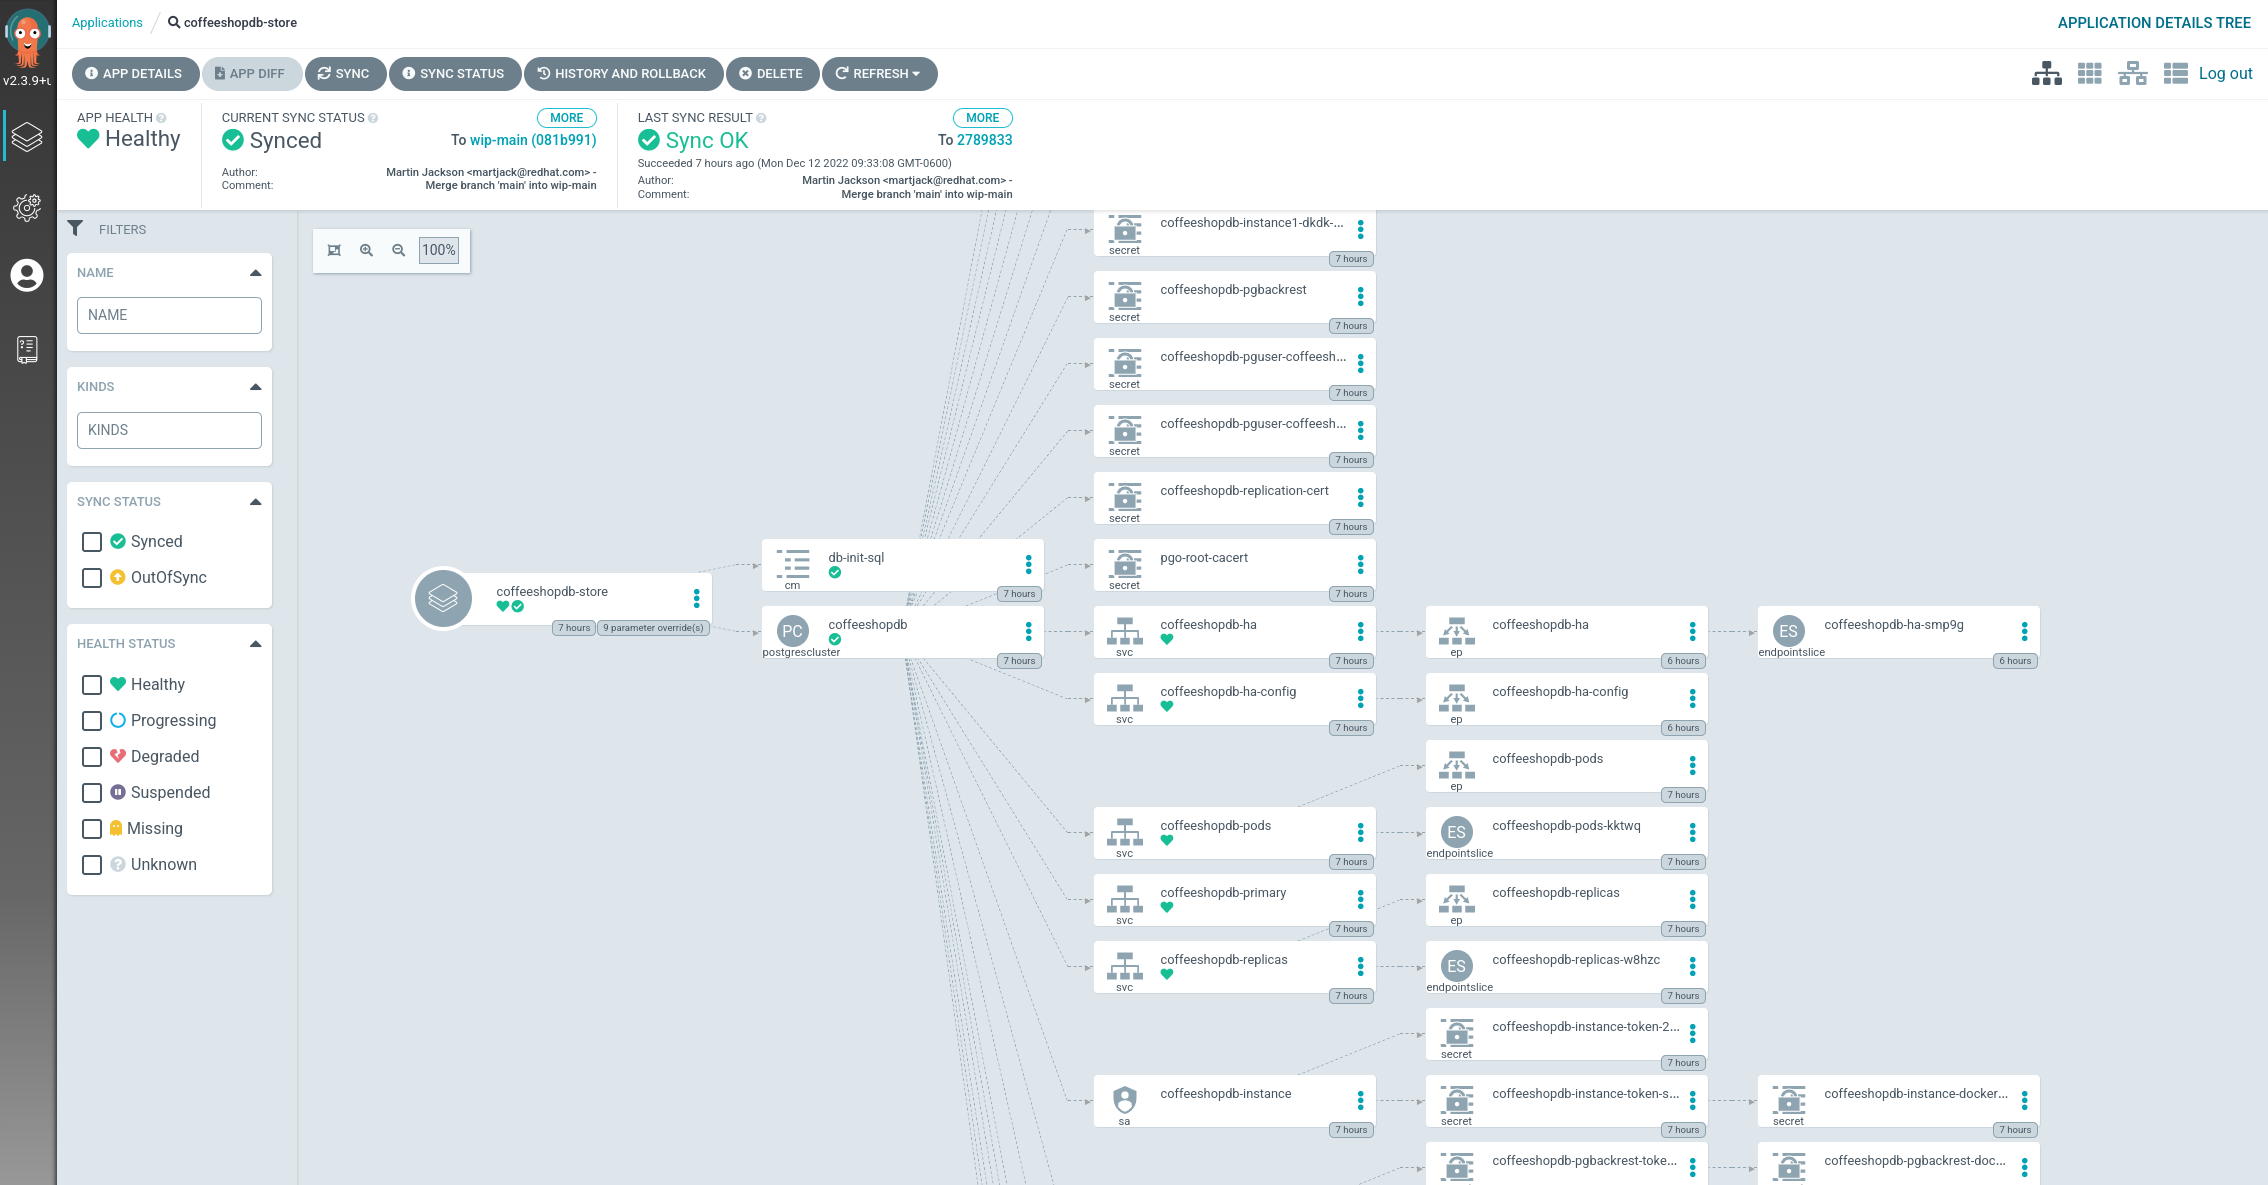 Applications / coffeeshopdb-store
APPLICATION DETAILS TREE
v2.3.9+
APP DETAILS
APP DIFF
SYNC
SYNC STATUS
HISTORY AND ROLLBACK
DELETE
REFRESH
Log out
APP HEALTH
Healthy
CURRENT SYNC STATUS
MORE
Synced
To wip-main (081b991)
Author:
Martin Jackson <martjack@redhat.com> -
Comment:
Merge branch 'main' into wip-main
LAST SYNC RESULT
MORE
Sync OK
To 2789833
Succeeded 7 hours ago (Mon Dec 12 2022 09:33:08 GMT-0600)
Author:
Martin Jackson <martjack@redhat.com> -
Comment:
Merge branch 'main' into wip-main
FILTERS
NAME
NAME
KINDS
KINDS
SYNC STATUS
Synced
OutOfSync
HEALTH STATUS
Healthy
Progressing
Degraded
Suspended
Missing
Unknown
100%
coffeeshopdb-store
7 hours
9 parameter override(s)
db-init-sql
cm
7 hours
PC
coffeeshopdb
postgrescluster
7 hours
coffeeshopdb-instance1-dkdk-...
secret
7 hours
coffeeshopdb-pgbackrest
secret
7 hours
coffeeshopdb-pguser-coffeesh...
secret
7 hours
coffeeshopdb-pguser-coffeesh...
secret
7 hours
coffeeshopdb-replication-cert
secret
7 hours
pgo-root-cacert
secret
7 hours
coffeeshopdb-ha
svc
7 hours
coffeeshopdb-ha
ep
6 hours
ES
coffeeshopdb-ha-smp9g
endpointslice
6 hours
coffeeshopdb-ha-config
svc
7 hours
coffeeshopdb-ha-config
ep
6 hours
coffeeshopdb-pods
ep
7 hours
coffeeshopdb-pods
svc
7 hours
ES
coffeeshopdb-pods-kktwq
endpointslice
7 hours
coffeeshopdb-primary
svc
7 hours
coffeeshopdb-replicas
ep
7 hours
coffeeshopdb-replicas
svc
7 hours
ES
coffeeshopdb-replicas-w8hzc
endpointslice
7 hours
coffeeshopdb-instance-token-2...
secret
7 hours
coffeeshopdb-instance
sa
7 hours
coffeeshopdb-instance-token-s...
secret
7 hours
coffeeshopdb-instance-docker...
secret
7 hours
coffeeshopdb-pgbackrest-toke...
coffeeshopdb-pgbackrest-doc...